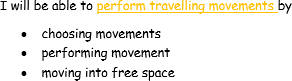 I will be able to perform travelling movements by
• choosing movements
• performing movement
• moving into free space